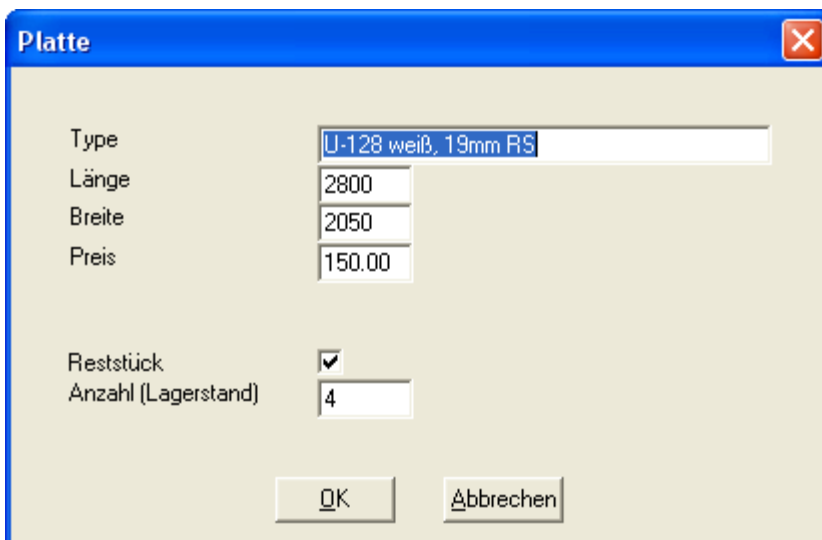 Platte
Type U-128 weiß, 19mm RS
Länge 2800
Breite 2050
Preis 150.00
Reststück
Anzahl (Lagerstand) 4
OK Abbrechen